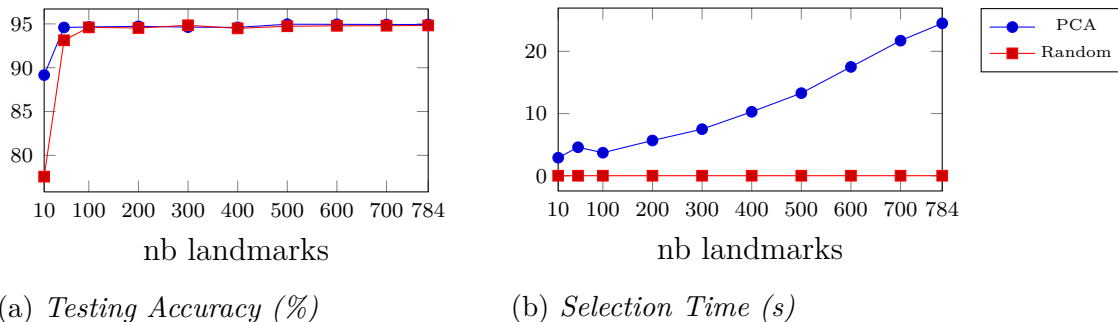 95
90
85
80
10 100 200 300 400 500 600 700 784
nb landmarks
(a) Testing Accuracy (%)
20
10
0
10 100 200 300 400 500 600 700 784
nb landmarks
(b) Selection Time (s)
PCA
Random